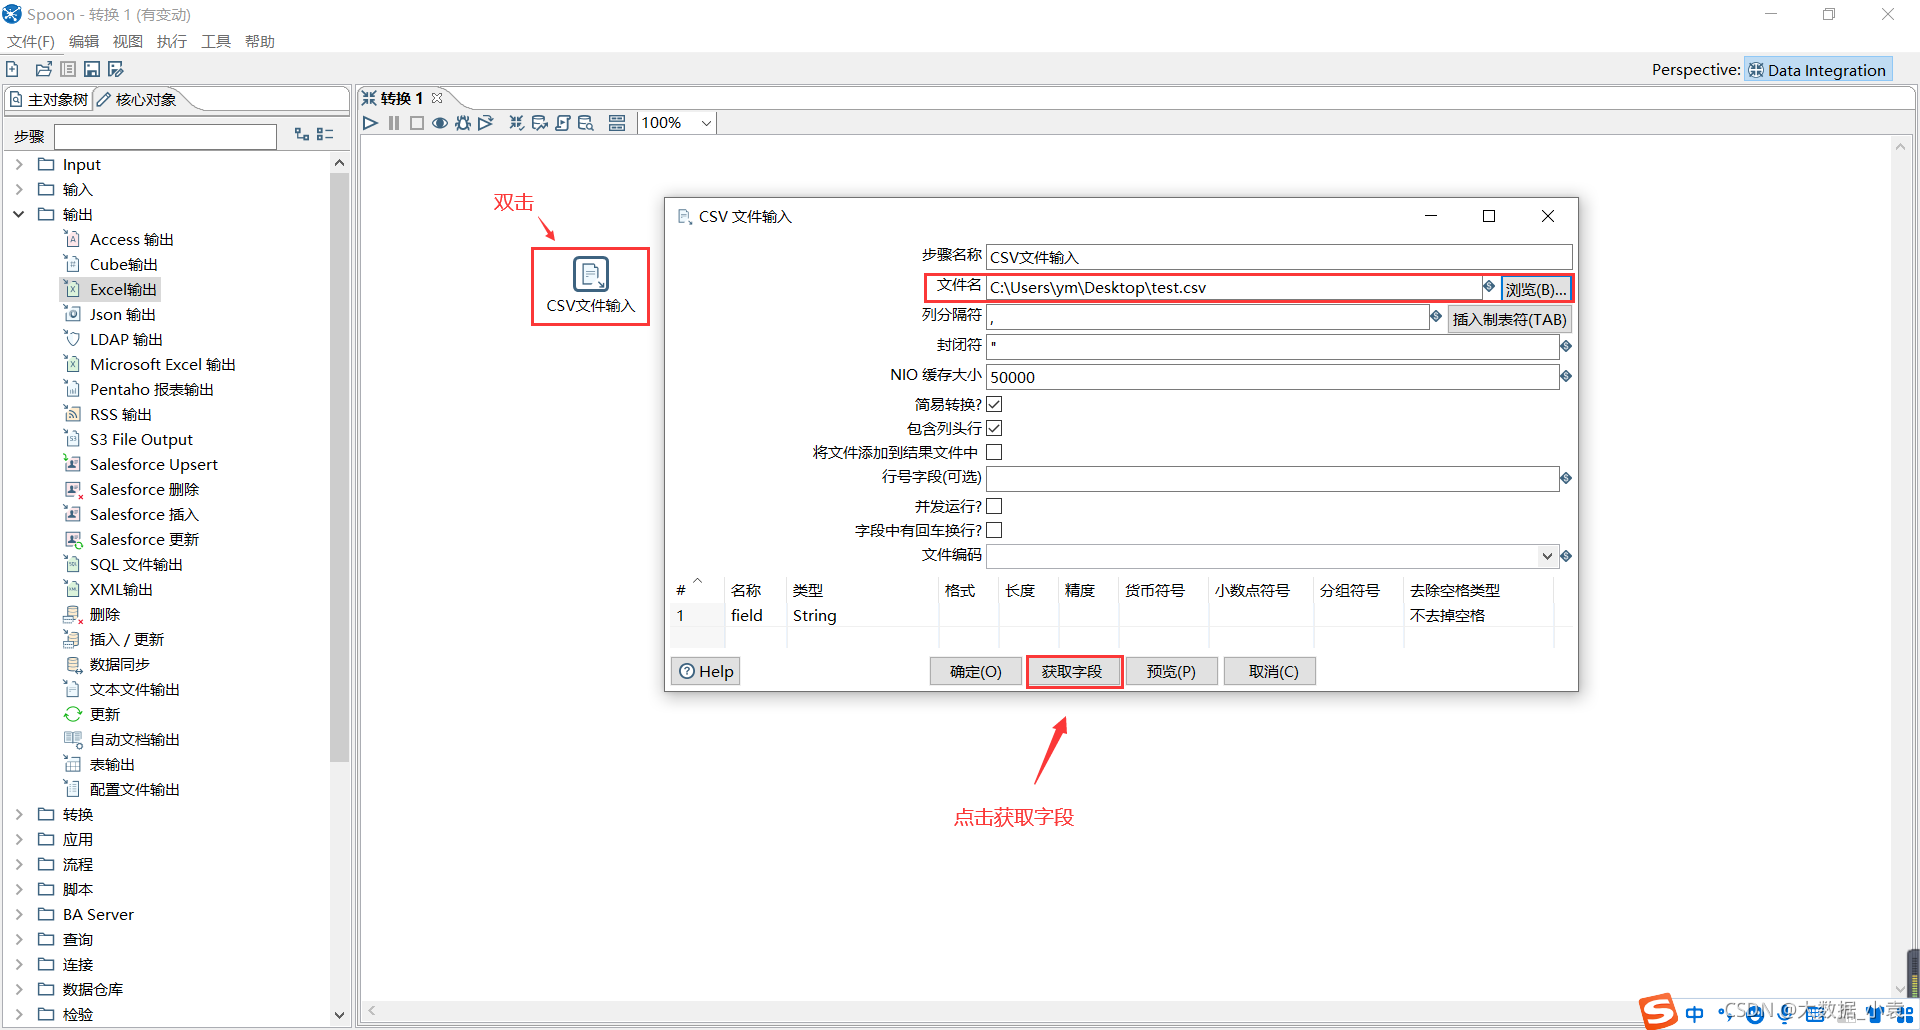 Spoon - 转换 1 (有变动)
文件(F) 编辑 视图 执行 工具 帮助
Perspective: Data Integration
主对象树 核心对象
转换 1
步骤
100%
Input
输入
输出
Access 输出
Cube输出
Excel输出
Json 输出
LDAP 输出
Microsoft Excel 输出
Pentaho 报表输出
RSS 输出
S3 File Output
Salesforce Upsert
Salesforce 删除
Salesforce 插入
Salesforce 更新
SQL 文件输出
XML输出
删除
插入 / 更新
数据同步
文本文件输出
更新
自动文档输出
表输出
配置文件输出
转换
应用
流程
脚本
BA Server
查询
连接
数据仓库
检验
双击
CSV文件输入
CSV 文件输入
步骤名称 CSV文件输入
文件名 C:\Users\ym\Desktop\test.csv 浏览(B)...
列分隔符 , 插入制表符(TAB)
封闭符 "
NIO 缓存大小 50000
简易转换?
包含列头行
将文件添加到结果文件中
行号字段(可选)
并发运行?
字段中有回车换行?
文件编码
# 名称 类型 格式 长度 精度 货币符号 小数点符号 分组符号 去除空格类型
1 field String 不去掉空格
Help 确定(O) 获取字段 预览(P) 取消(C)
点击获取字段
中
CSDN @大数据_小袁